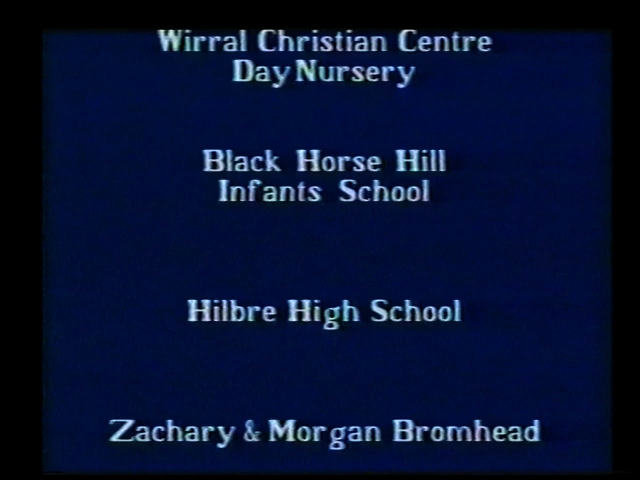 Wirral Christian Centre
Day Nursery
Black Horse Hill
Infants School
Hilbre High School
Zachary & Morgan Bromhead